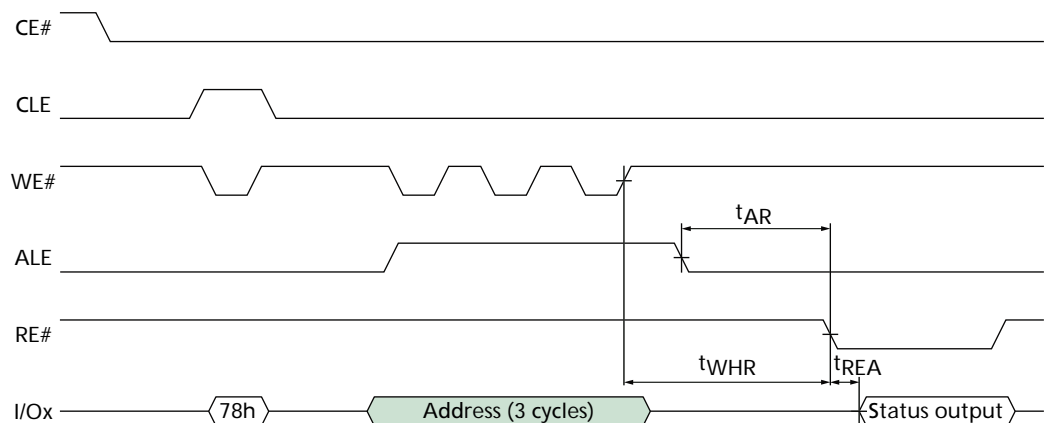 CE#
CLE
WE#
tAR
ALE
RE#
tWHR
tREA
I/Ox
78h
Address (3 cycles)
Status output